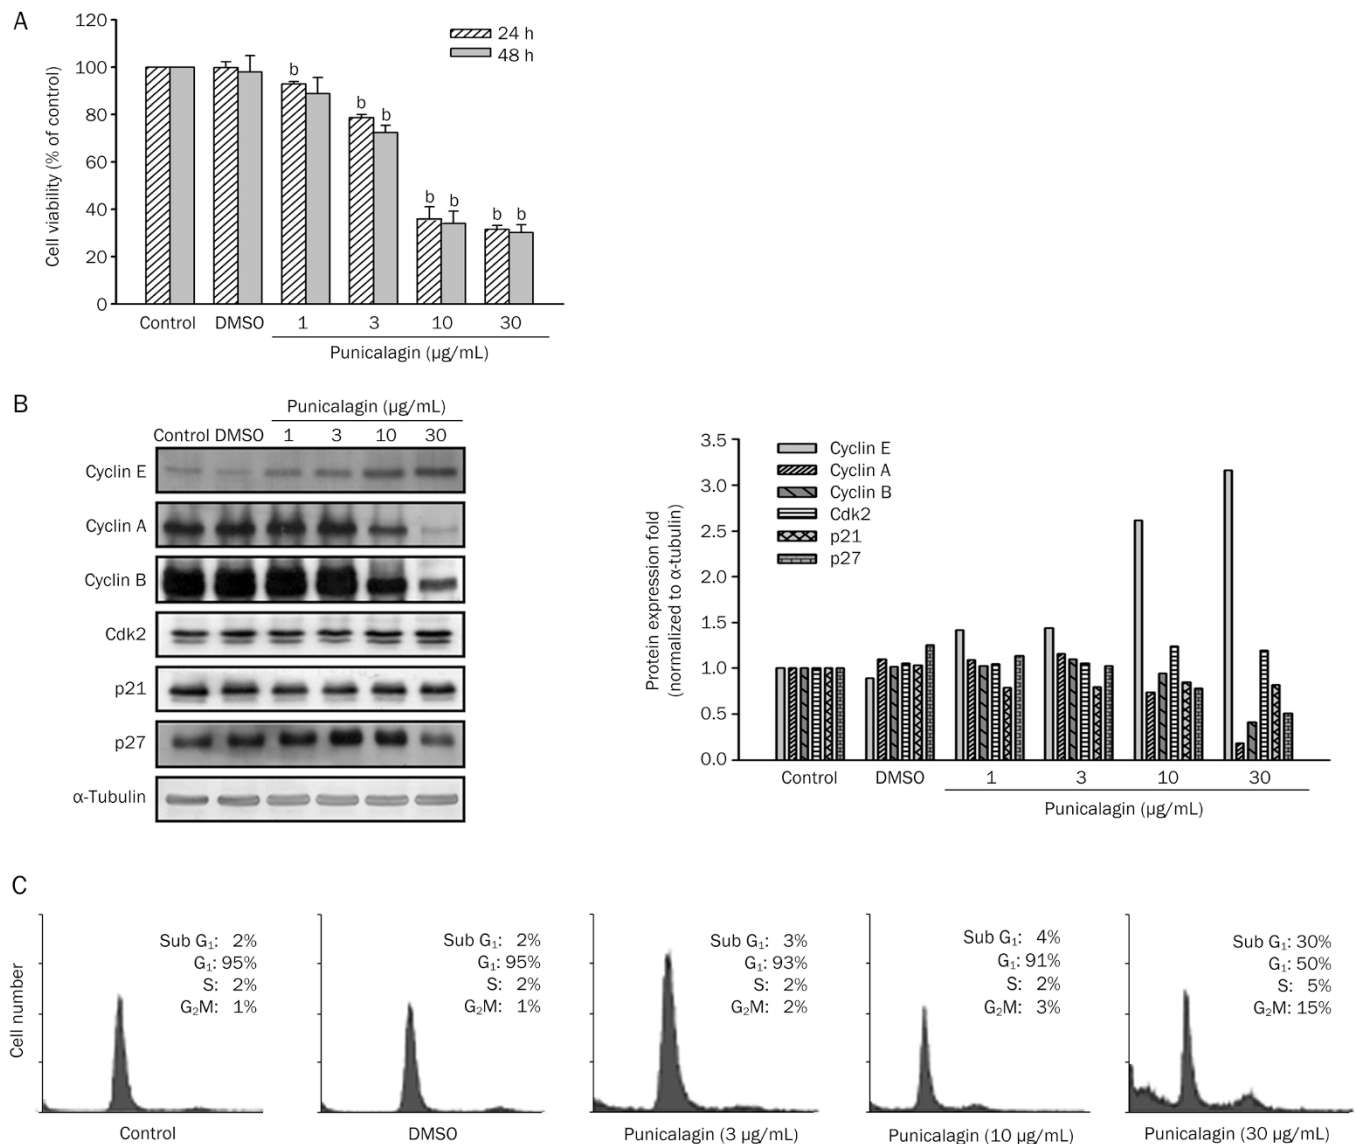 A
120
100
80
60
40
20
0
Cell viability (% of control)
24 h
48 h
b
b b
b b
b b
Control DMSO 1 3 10 30
Punicalagin (µg/mL)
B
Punicalagin (µg/mL)
Control DMSO 1 3 10 30
Cyclin E
Cyclin A
Cyclin B
Cdk2
p21
p27
α-Tubulin
3.5
3.0
2.5
2.0
1.5
1.0
0.5
0.0
Protein expression fold
(normalized to α-tubulin)
Cyclin E
Cyclin A
Cyclin B
Cdk2
p21
p27
Control DMSO 1 3 10 30
Punicalagin (µg/mL)
C
Cell number
Sub G₁: 2%
G₁: 95%
S: 2%
G₂M: 1%
Control
Sub G₁: 2%
G₁: 95%
S: 2%
G₂M: 1%
DMSO
Sub G₁: 3%
G₁: 93%
S: 2%
G₂M: 2%
Punicalagin (3 µg/mL)
Sub G₁: 4%
G₁: 91%
S: 2%
G₂M: 3%
Punicalagin (10 µg/mL)
Sub G₁: 30%
G₁: 50%
S: 5%
G₂M: 15%
Punicalagin (30 µg/mL)